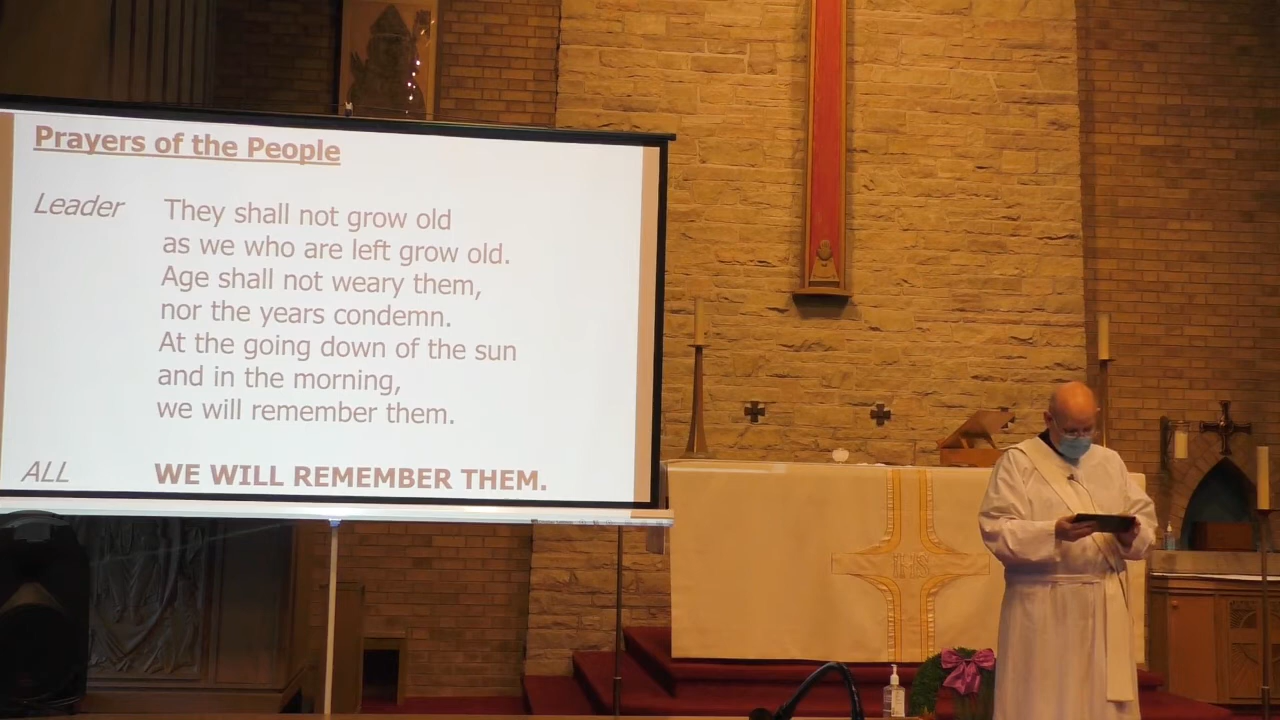 Prayers of the People
Leader They shall not grow old
as we who are left grow old.
Age shall not weary them,
nor the years condemn.
At the going down of the sun
and in the morning,
we will remember them.
ALL WE WILL REMEMBER THEM.
IHS